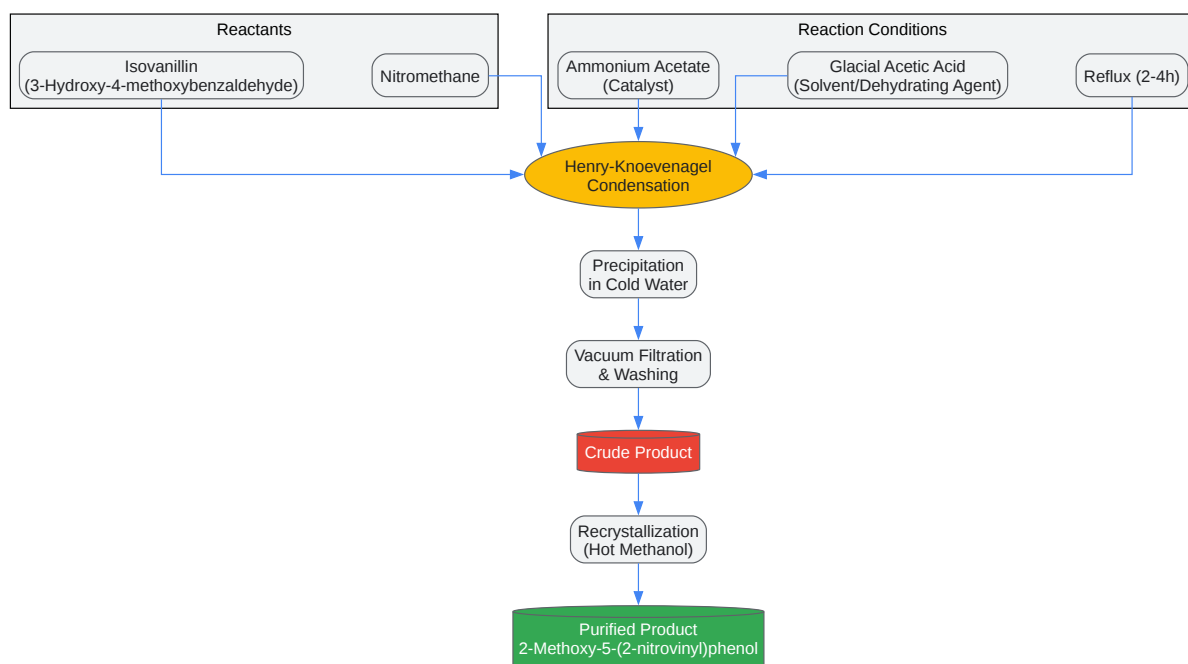 Reactants
Reaction Conditions
Isovanillin
(3-Hydroxy-4-methoxybenzaldehyde)
Nitromethane
Ammonium Acetate
(Catalyst)
Glacial Acetic Acid
(Solvent/Dehydrating Agent)
Reflux (2-4h)
Henry-Knoevenagel
Condensation
Precipitation
in Cold Water
Vacuum Filtration
& Washing
Crude Product
Recrystallization
(Hot Methanol)
Purified Product
2-Methoxy-5-(2-nitrovinyl)phenol